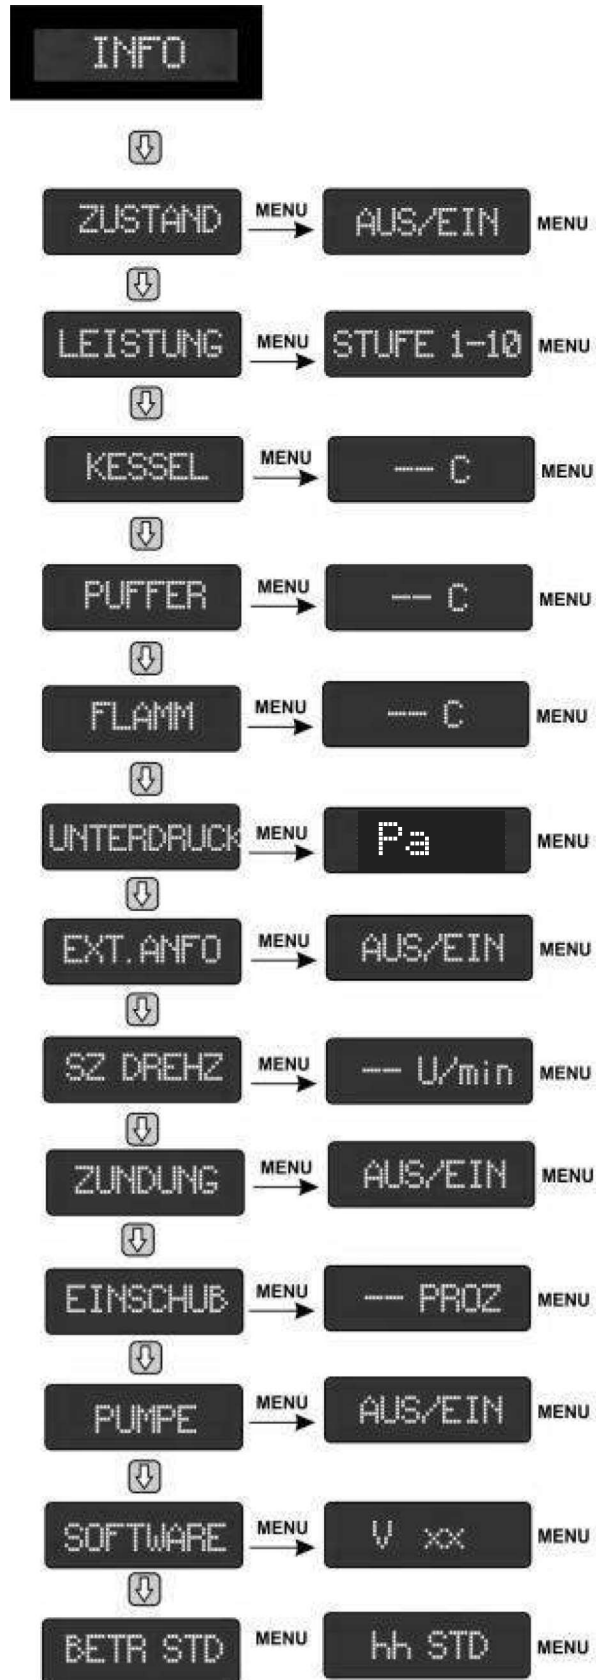 INFO
ZUSTAND MENU AUS/EIN MENU
LEISTUNG MENU STUFE 1-10 MENU
KESSEL MENU -- C MENU
PUFFER MENU -- C MENU
FLAMM MENU -- C MENU
UNTERDRUCK MENU Pa MENU
EXT.ANFO MENU AUS/EIN MENU
SZ DREHZ MENU -- U/min MENU
ZUNDUNG MENU AUS/EIN MENU
EINSCHUB MENU -- PROZ MENU
PUMPE MENU AUS/EIN MENU
SOFTWARE MENU V xx MENU
BETR STD MENU hh STD MENU